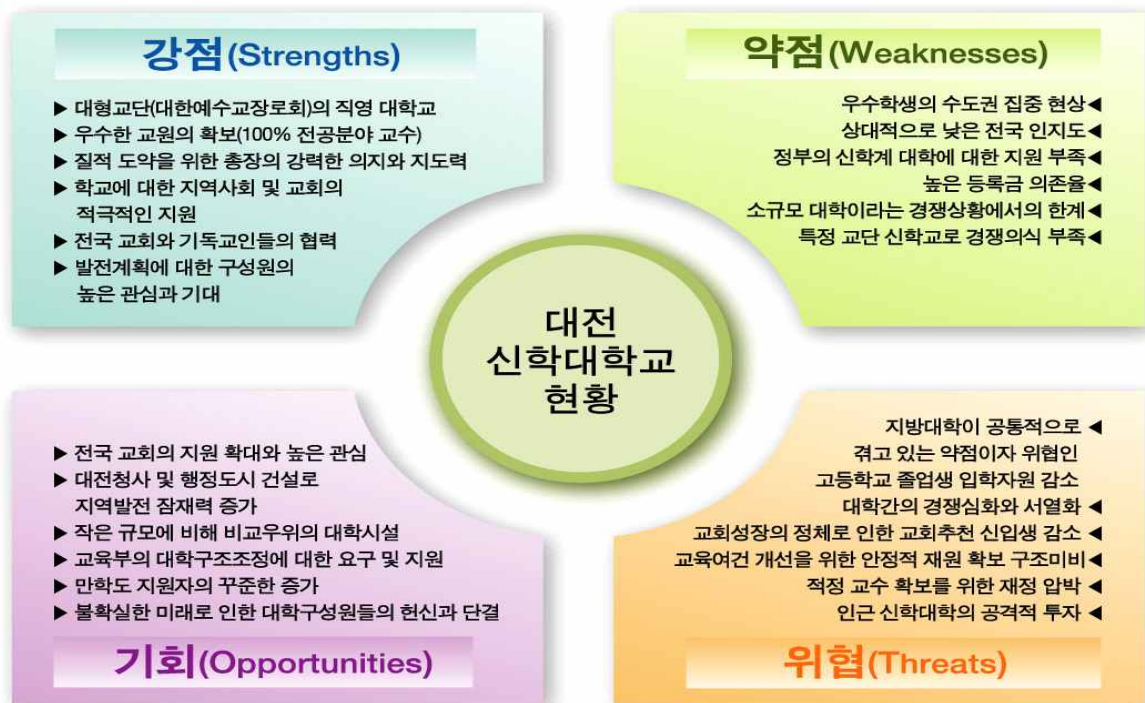 강점(Strengths)
▶ 대형교단(대한예수교장로회)의 직영 대학교
▶ 우수한 교원의 확보(100% 전공분야 교수)
▶ 질적 도약을 위한 총장의 강력한 의지와 지도력
▶ 학교에 대한 지역사회 및 교회의
적극적인 지원
▶ 전국 교회와 기독교인들의 협력
▶ 발전계획에 대한 구성원의
높은 관심과 기대
약점(Weaknesses)
우수학생의 수도권 집중 현상◀
상대적으로 낮은 전국 인지도◀
정부의 신학계 대학에 대한 지원 부족◀
높은 등록금 의존율◀
소규모 대학이라는 경쟁상황에서의 한계◀
특정 교단 신학교로 경쟁의식 부족◀
대전
신학대학교
현황
▶ 전국 교회의 지원 확대와 높은 관심
▶ 대전청사 및 행정도시 건설로
지역발전 잠재력 증가
▶ 작은 규모에 비해 비교우위의 대학시설
▶ 교육부의 대학구조조정에 대한 요구 및 지원
▶ 만학도 지원자의 꾸준한 증가
▶ 불확실한 미래로 인한 대학구성원들의 헌신과 단결
기회(Opportunities)
지방대학이 공통적으로 ◀
겪고 있는 약점이자 위협인
고등학교 졸업생 입학자원 감소
대학간의 경쟁심화와 서열화 ◀
교회성장의 정체로 인한 교회추천 신입생 감소 ◀
교육여건 개선을 위한 안정적 재원 확보 구조미비◀
적정 교수 확보를 위한 재정 압박 ◀
인근 신학대학의 공격적 투자 ◀
위협(Threats)